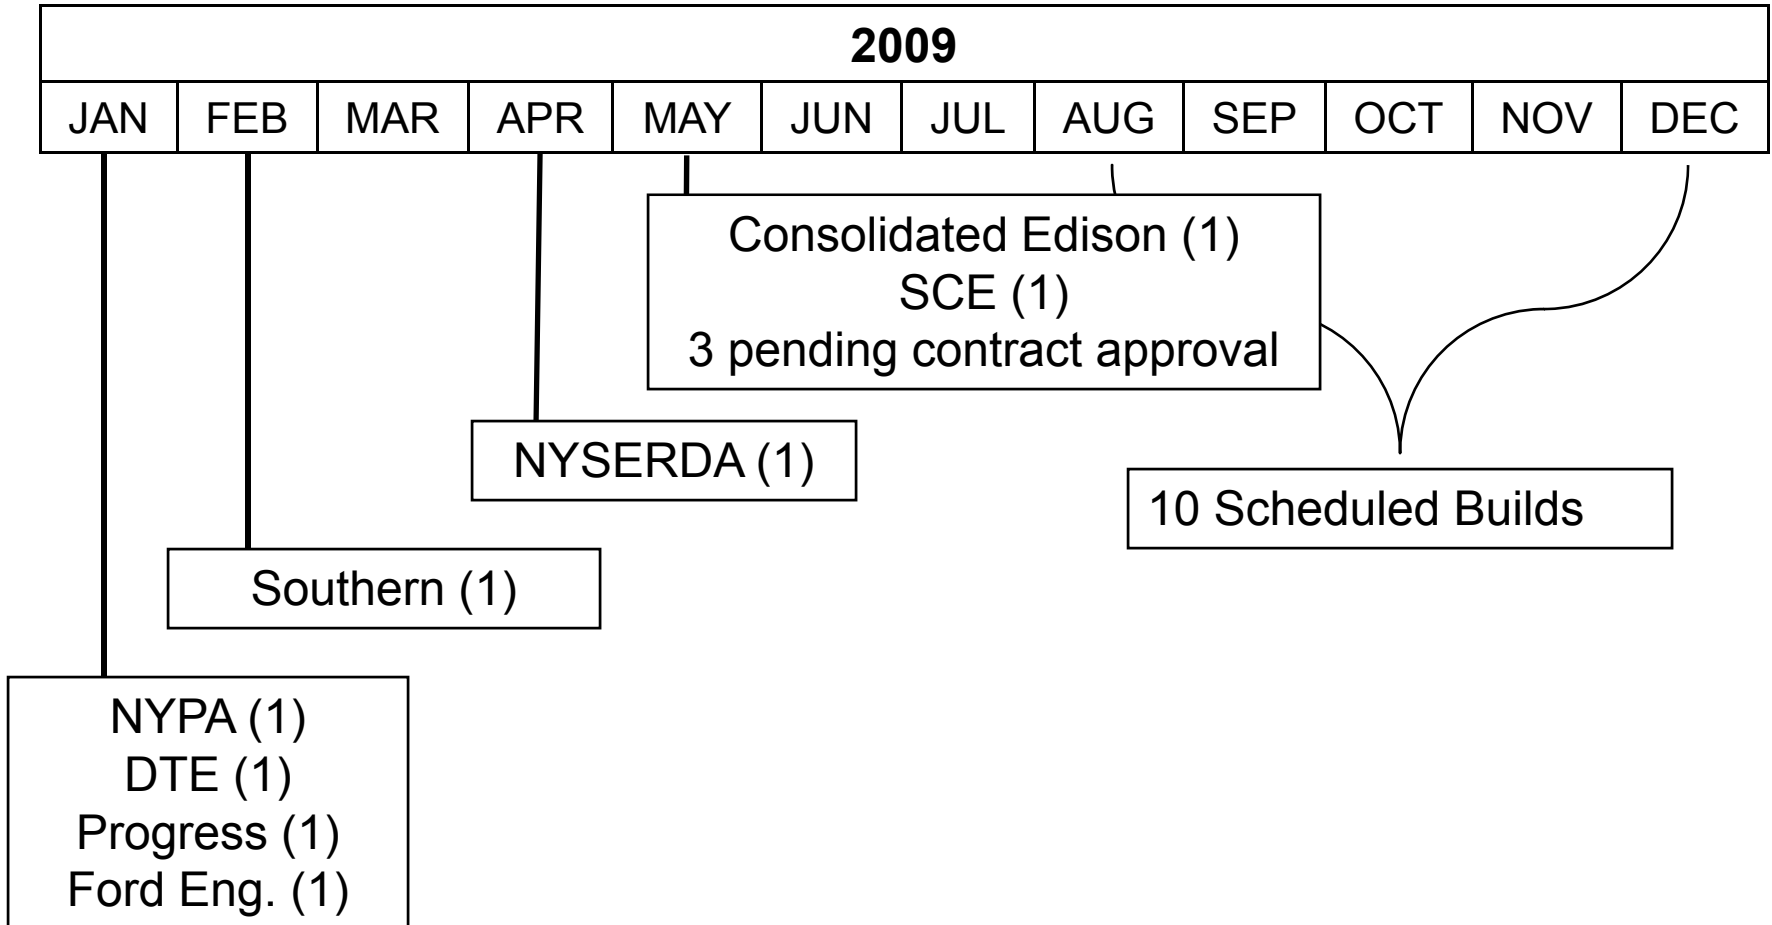 2009
JAN FEB MAR APR MAY JUN JUL AUG SEP OCT NOV DEC
Consolidated Edison (1)
SCE (1)
3 pending contract approval
NYSERDA (1)
10 Scheduled Builds
Southern (1)
NYPA (1)
DTE (1)
Progress (1)
Ford Eng. (1)